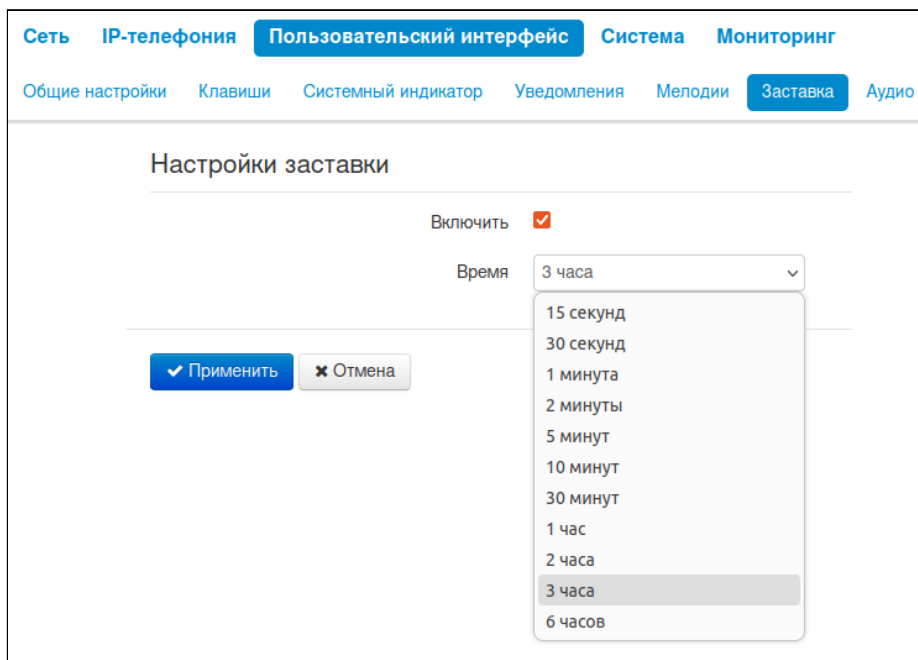 Сеть IP-телефония Пользовательский интерфейс Система Мониторинг
Общие настройки Клавиши Системный индикатор Уведомления Мелодии Заставка Аудио
Настройки заставки
Включить
Время 3 часа
15 секунд
30 секунд
1 минута
2 минуты
5 минут
10 минут
30 минут
1 час
2 часа
3 часа
6 часов
Применить Отмена